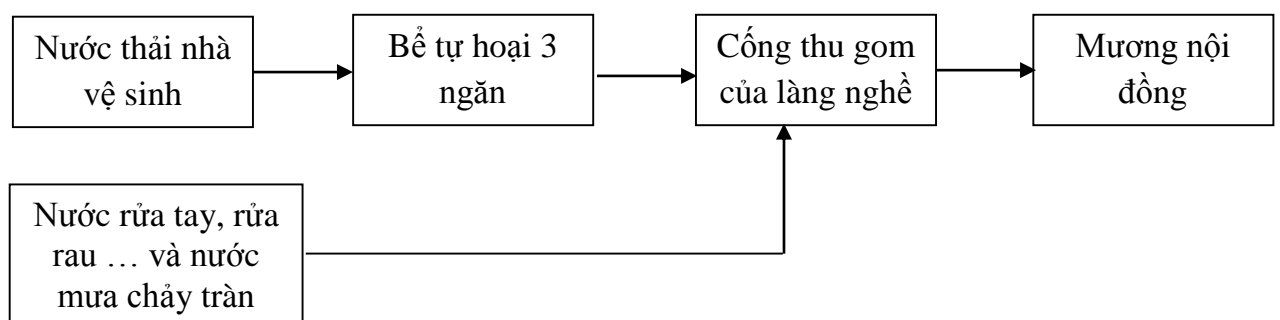 Nước thải nhà
vệ sinh
Bể tự hoại 3
ngăn
Cống thu gom
của làng nghề
Mương nội
đồng
Nước rửa tay, rửa
rau … và nước
mưa chảy tràn